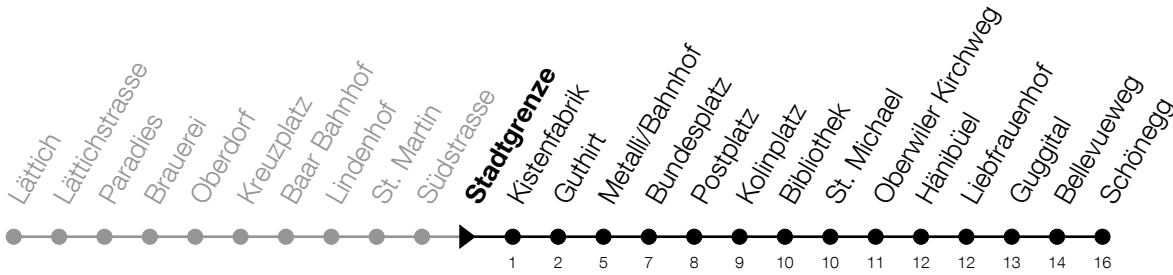 Lättich
Lättichstrasse
Paradies
Brauerei
Oberdorf
Kreuzplatz
Baar Bahnhof
Lindenhof
St. Martin
Südstrasse
Stadtgrenze
Kistenfabrik
Guthirt
Metalli/Bahnhof
Bundesplatz
Postplatz
Kolinplatz
Bibliothek
St. Michael
Oberwiler Kirchweg
Hänibüel
Liebfrauenhof
Guggital
Bellevueweg
Schönegg
1 2 5 7 8 9 10 10 11 12 12 13 14 16